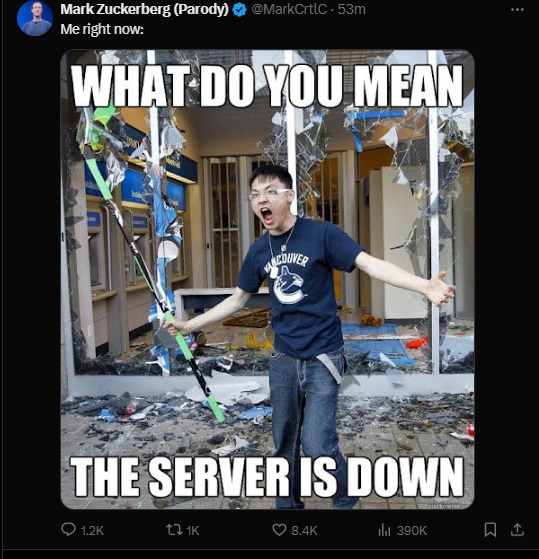 Mark Zuckerberg (Parody) @MarkCrtlC · 53m
Me right now:
WHAT DO YOU MEAN
VANCOUVER
THE SERVER IS DOWN
1.2K 1K 8.4K 390K